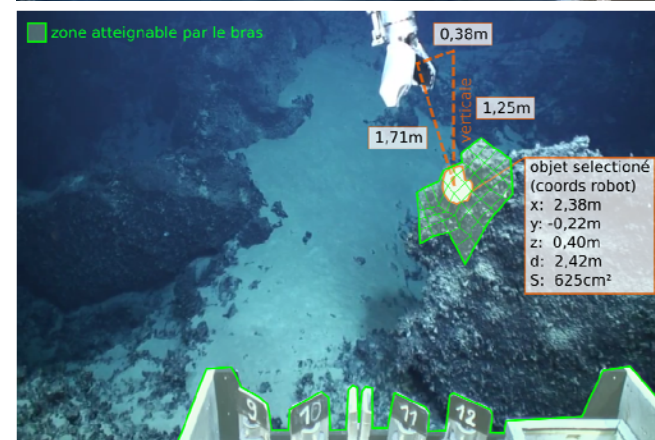 zone atteignable par le bras
0,38m
verticale
1,25m
1,71m
objet selectioné
(coords robot)
x: 2,38m
y: -0,22m
z: 0,40m
d: 2,42m
S: 625cm²
9
10
11
12